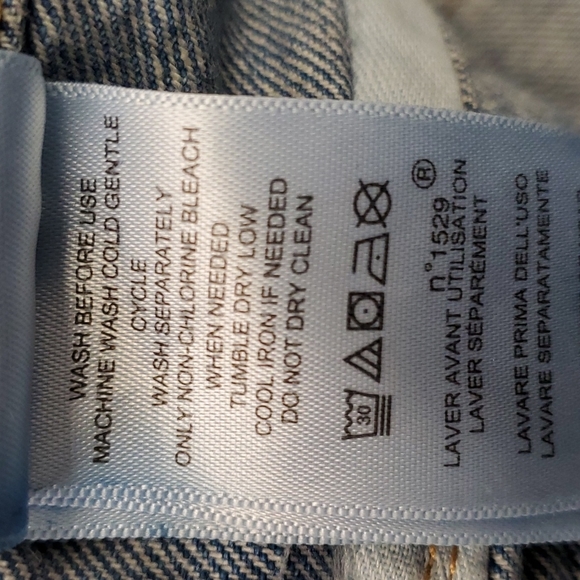 WASH BEFORE USE
MACHINE WASH COLD GENTLE
CYCLE
WASH SEPARATELY
ONLY NON-CHLORINE BLEACH
WHEN NEEDED
TUMBLE DRY LOW
COOL IRON IF NEEDED
DO NOT DRY CLEAN
30
®
n°1529
LAVER AVANT UTILISATION
LAVER SÉPARÉMENT
LAVARE PRIMA DELL'USO
LAVARE SEPARATAMENTE